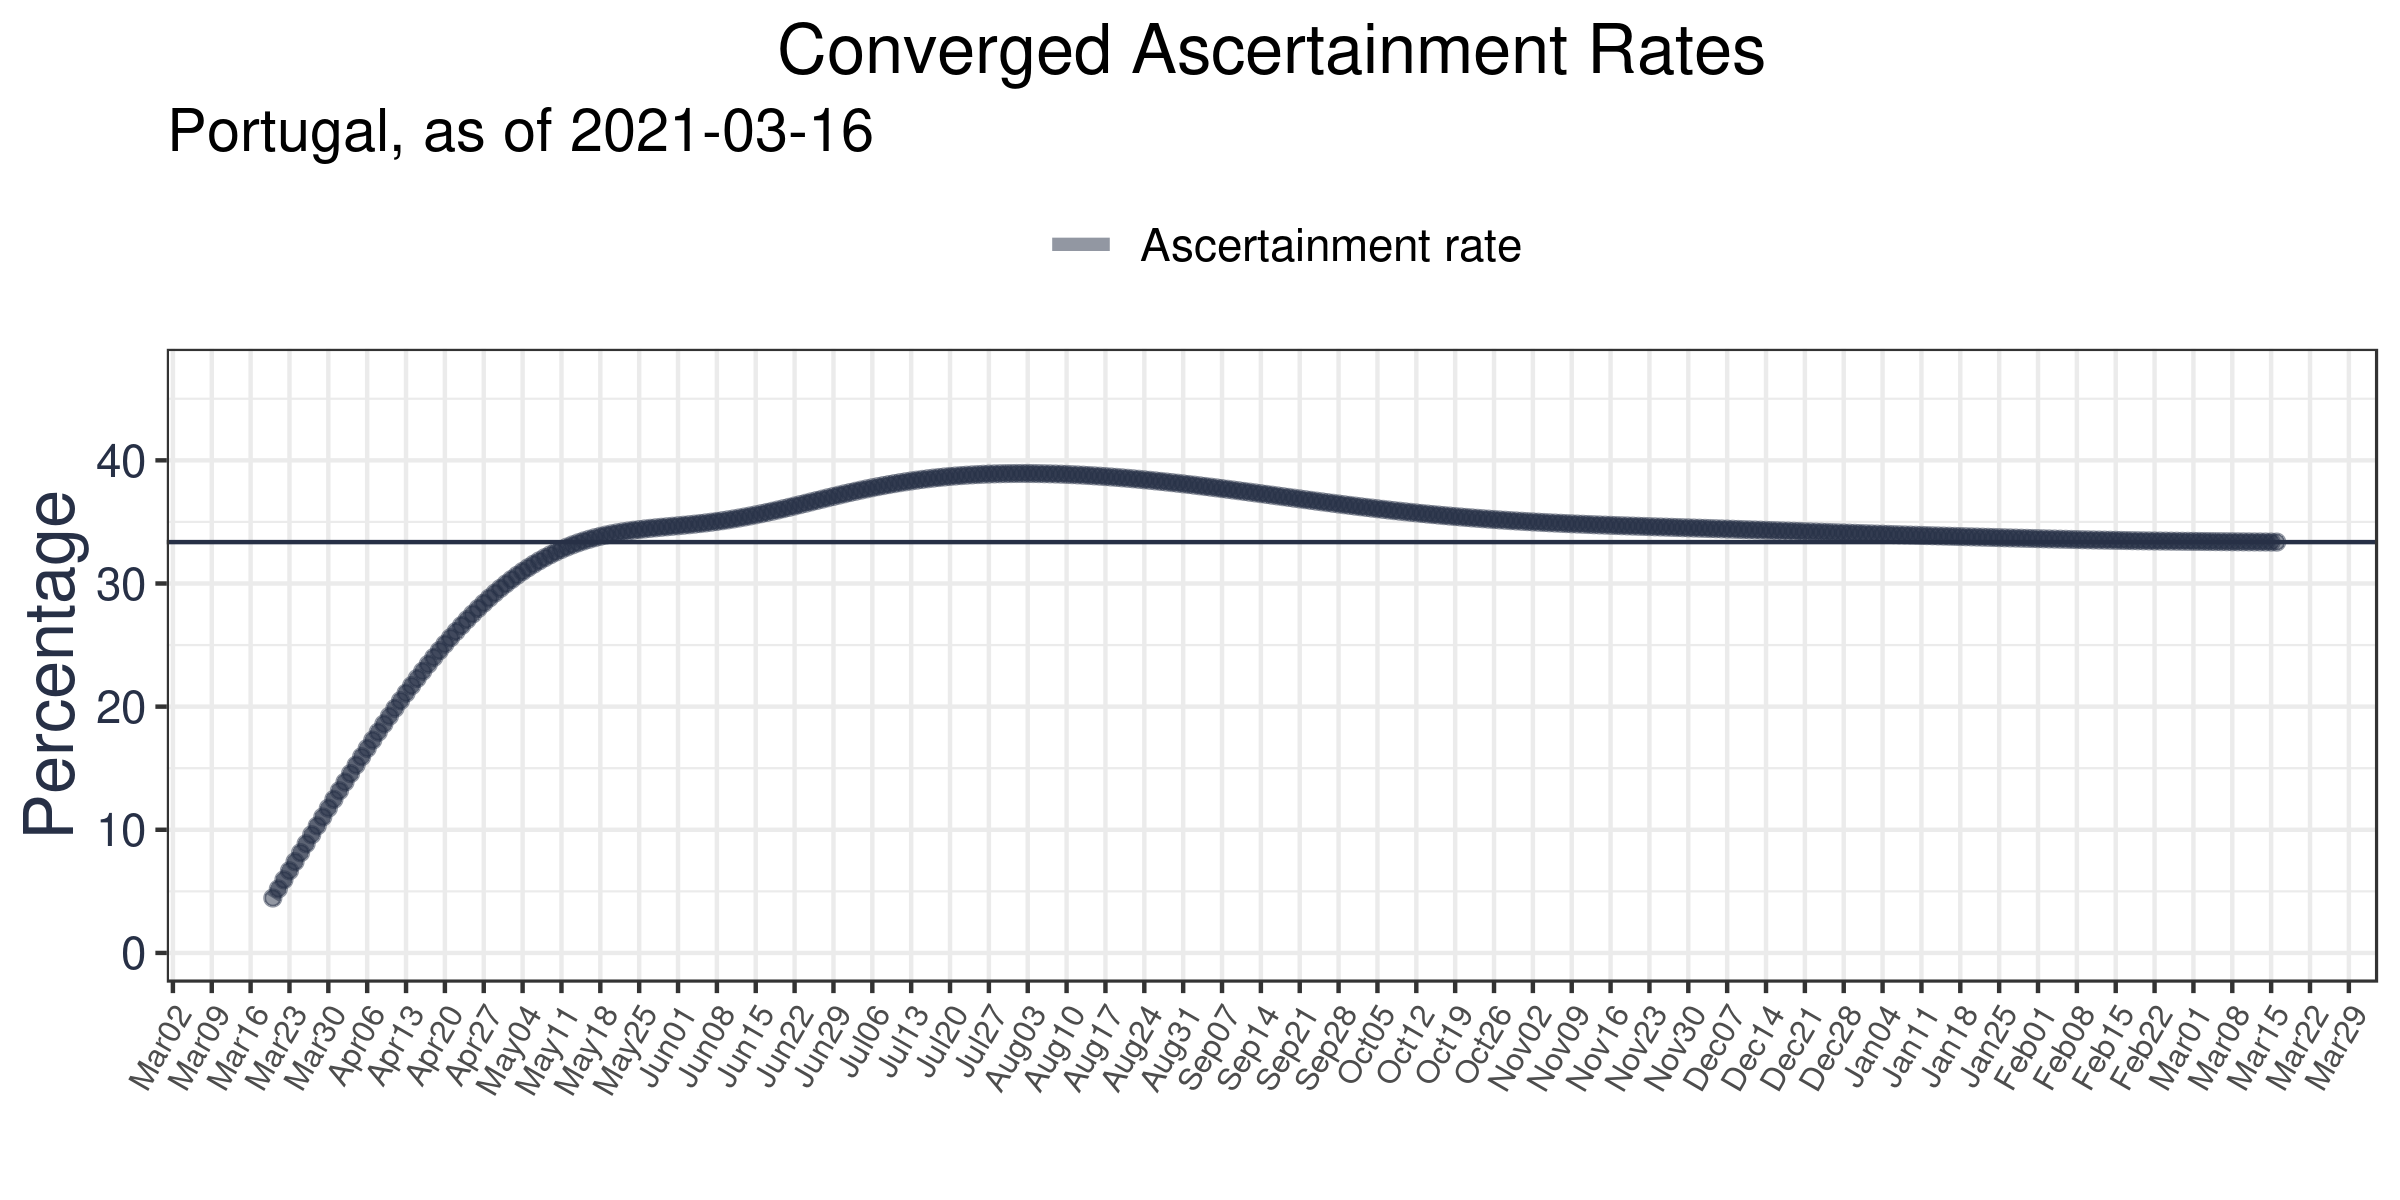 Converged Ascertainment Rates
Portugal, as of 2021-03-16
Ascertainment rate
Percentage
40
30
20
10
0
Mar02
Mar09
Mar16
Mar23
Mar30
Apr06
Apr13
Apr20
Apr27
May04
May11
May18
May25
Jun01
Jun08
Jun15
Jun22
Jun29
Jul06
Jul13
Jul20
Jul27
Aug03
Aug10
Aug17
Aug24
Aug31
Sep07
Sep14
Sep21
Sep28
Oct05
Oct12
Oct19
Oct26
Nov02
Nov09
Nov16
Nov23
Nov30
Dec07
Dec14
Dec21
Dec28
Jan04
Jan11
Jan18
Jan25
Feb01
Feb08
Feb15
Feb22
Mar01
Mar08
Mar15
Mar22
Mar29